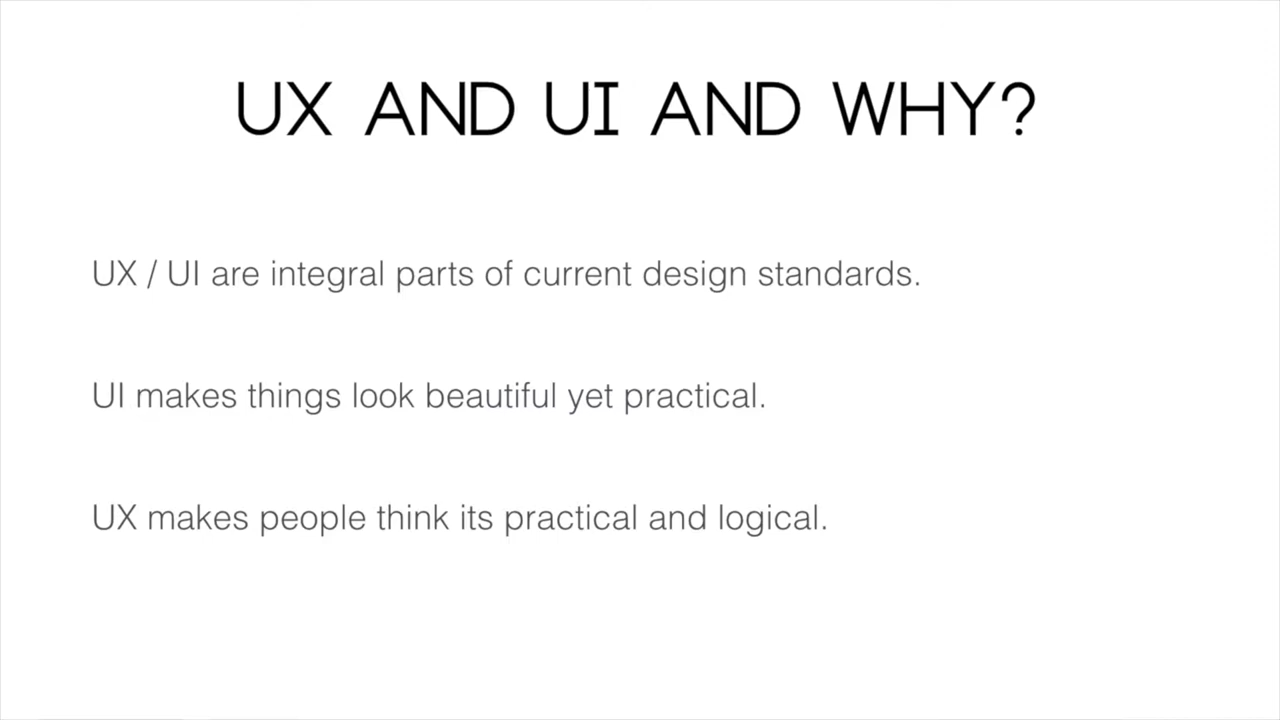 UX AND UI AND WHY?
UX / UI are integral parts of current design standards.
UI makes things look beautiful yet practical.
UX makes people think its practical and logical.